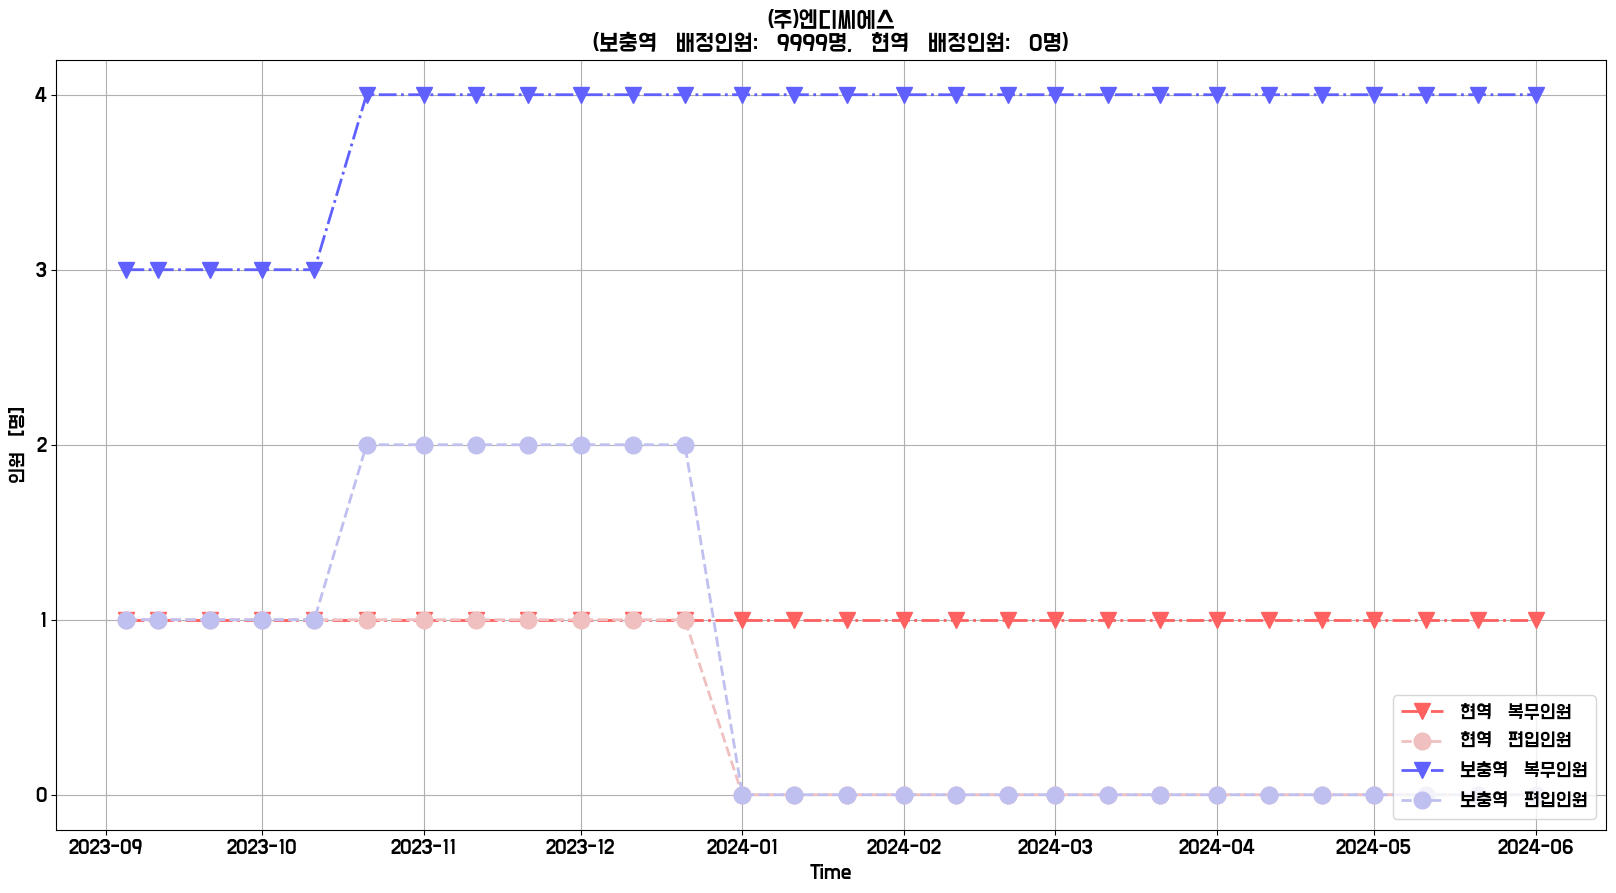 (주)엔디씨에스
(보충역 배정인원: 9999명, 현역 배정인원: 0명)
인원 [명]
4
3
2
1
0
현역 복무인원
현역 편입인원
보충역 복무인원
보충역 편입인원
2023-09 2023-10 2023-11 2023-12 2024-01 2024-02 2024-03 2024-04 2024-05 2024-06
Time